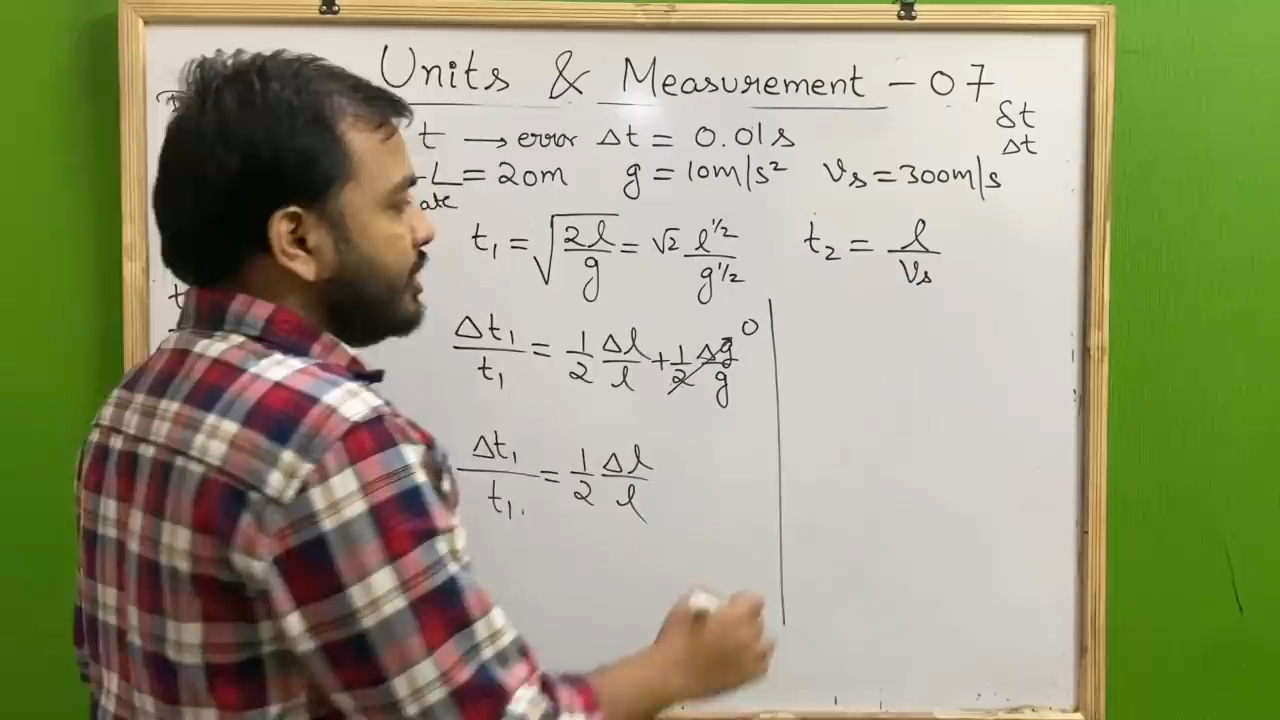 Units & Measurement - 07
δt
t → error Δt = 0.01s
Δt
L = 20m g = 10m/s² Vs = 300m/s
t₁ = √(2l/g) = √2 l^1/2 / g^1/2 t₂ = l/Vs
Δt₁/t₁ = 1/2 Δl/l + 1/2 Δg/g 0
Δt₁/t₁. = 1/2 Δl/l